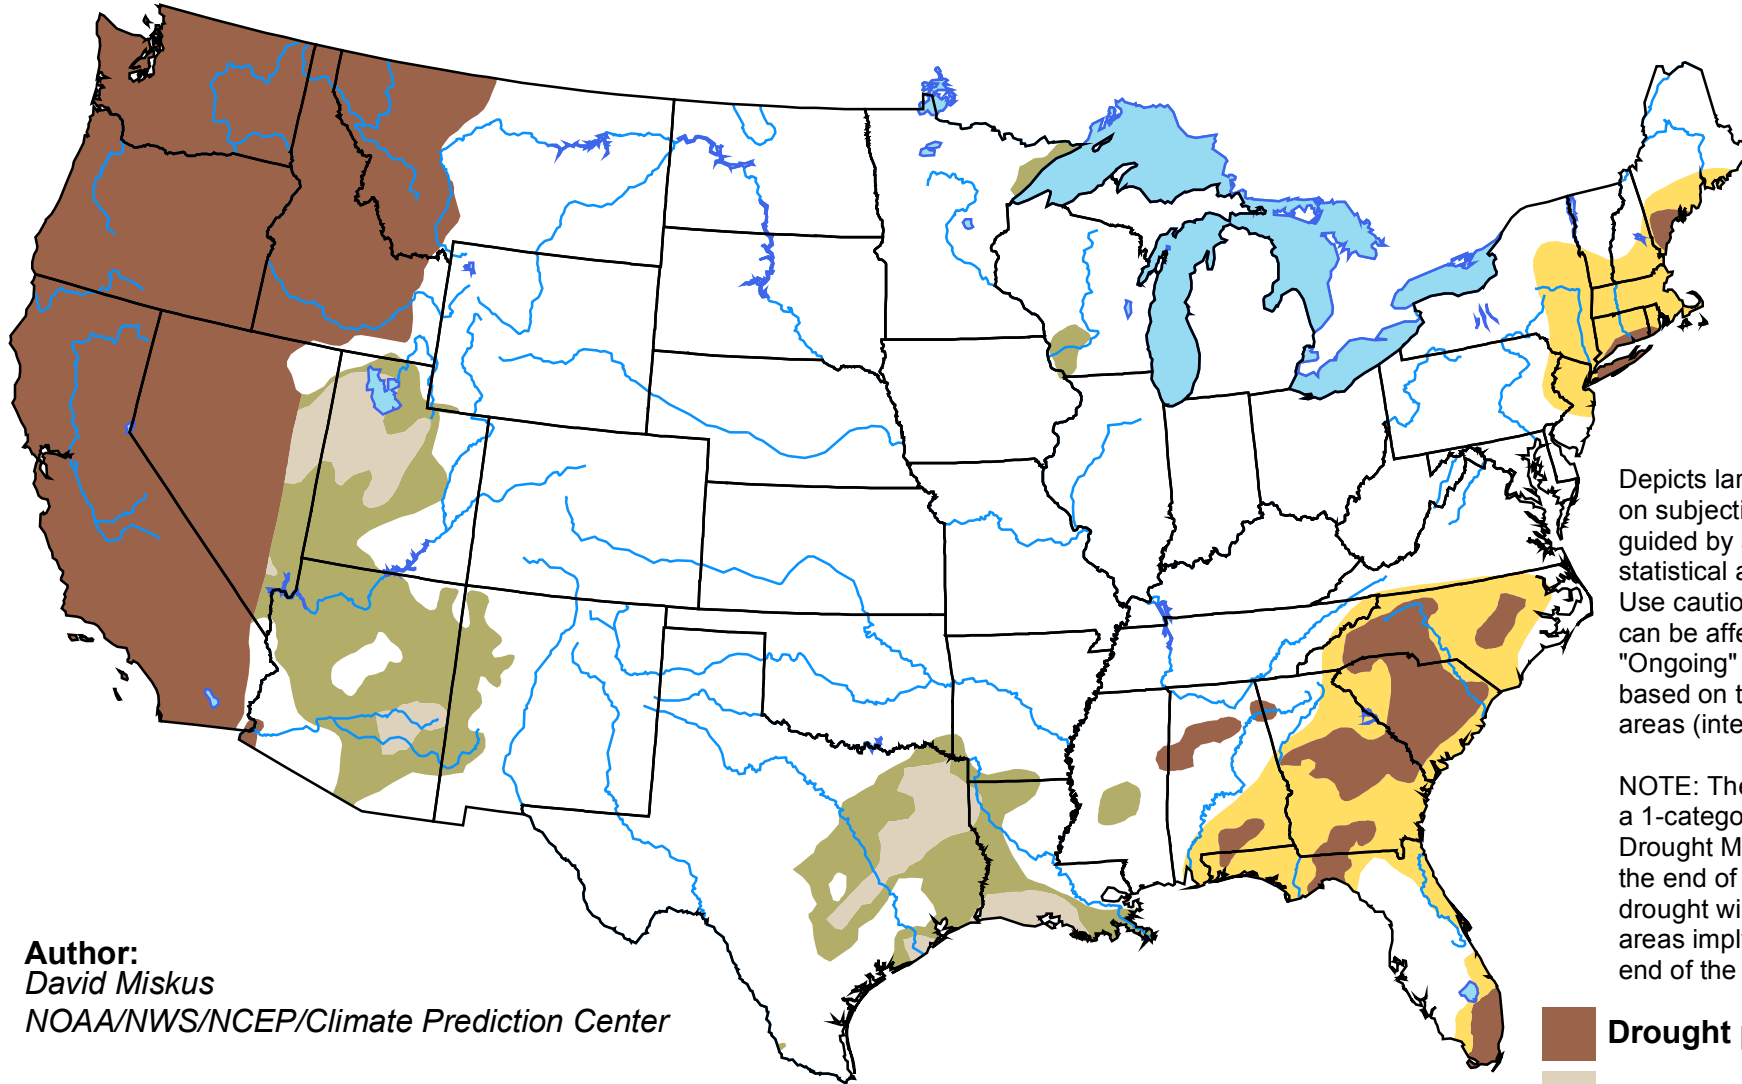 Depicts lar
on subjecti
guided by s
statistical a
Use cautio
can be affe
"Ongoing"
based on t
areas (inte
NOTE: The
a 1-catego
Drought M
the end of
drought wi
areas imply
end of the
Author:
David Miskus
NOAA/NWS/NCEP/Climate Prediction Center
Drought